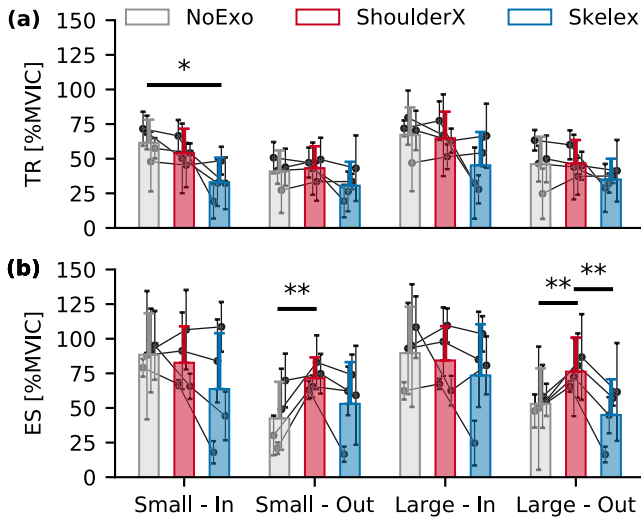 (a)
NoExo ShoulderX Skelex
TR [%MVIC]
150
125
100
75
50
25
0
*
(b)
ES [%MVIC]
150
125
100
75
50
25
0
** ** **
Small - In Small - Out Large - In Large - Out